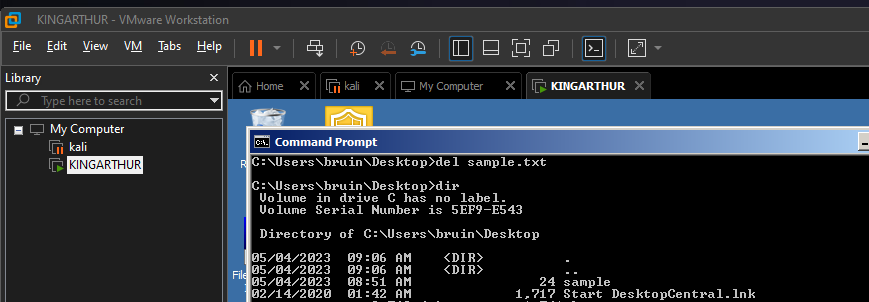 KINGARTHUR - VMware Workstation
File Edit View VM Tabs Help
Library
Type here to search
My Computer
kali
KINGARTHUR
Home kali My Computer KINGARTHUR
Command Prompt
C:\Users\bruin\Desktop>del sample.txt
C:\Users\bruin\Desktop>dir
Volume in drive C has no label.
Volume Serial Number is 5EF9-E543
Directory of C:\Users\bruin\Desktop
05/04/2023 09:06 AM <DIR> .
05/04/2023 09:06 AM <DIR> ..
05/04/2023 08:51 AM 24 sample
02/14/2020 01:42 AM 1,717 Start DesktopCentral.lnk